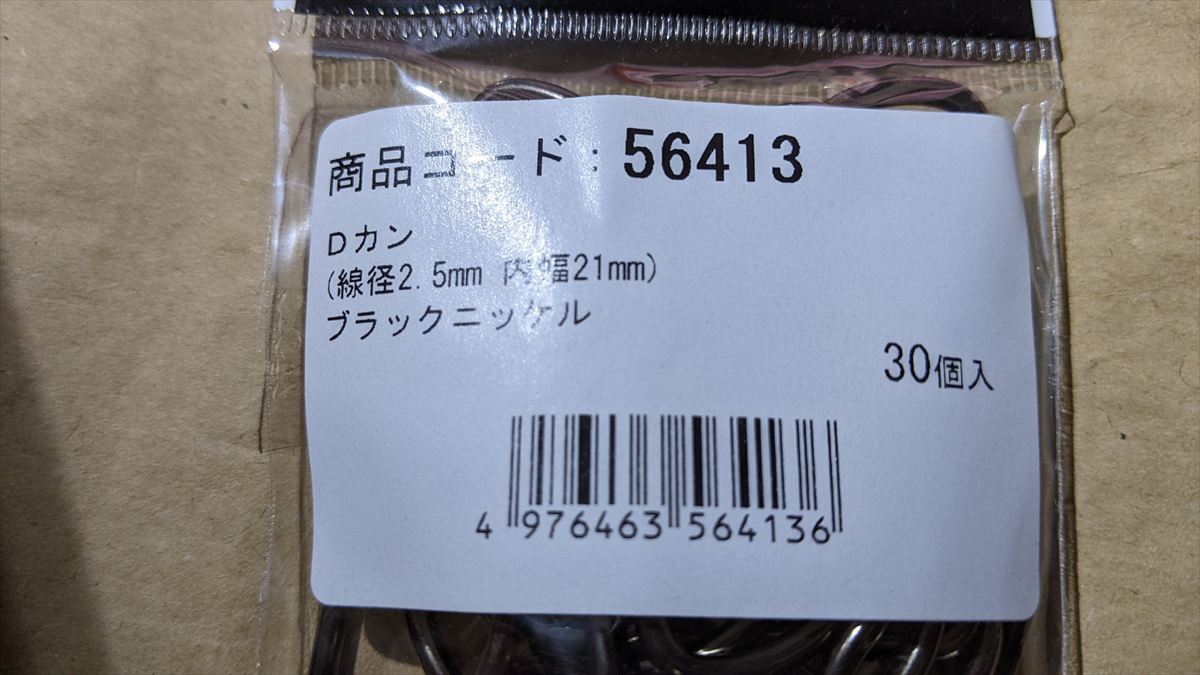 商品コード：56413
Dカン
(線径2.5mm 内幅21mm)
ブラックニッケル
30個入
4 976463 564136